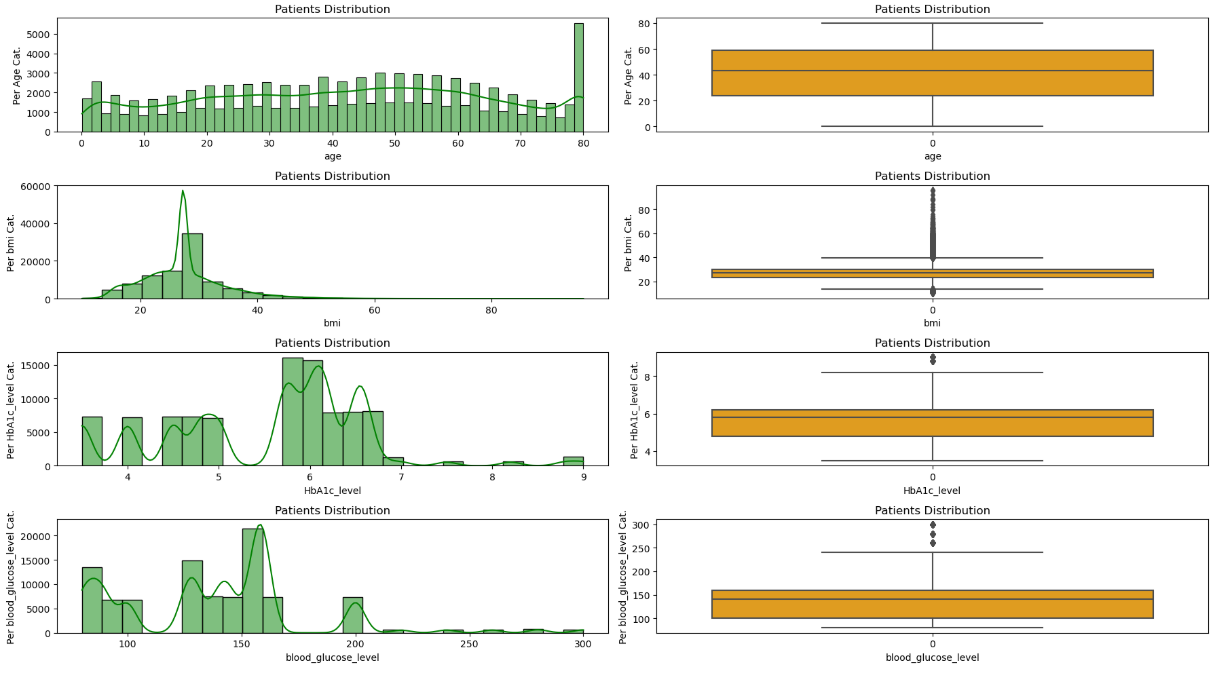 Patients Distribution
Per Age Cat.
5000
4000
3000
2000
1000
0
0 10 20 30 40 50 60 70 80
age
Patients Distribution
Per Age Cat.
80
60
40
20
0
0
age
Patients Distribution
Per bmi Cat.
60000
40000
20000
0
20 40 60 80
bmi
Patients Distribution
Per bmi Cat.
80
60
40
20
0
bmi
Patients Distribution
Per HbA1c_level Cat.
15000
10000
5000
0
4 5 6 7 8 9
HbA1c_level
Patients Distribution
Per HbA1c_level Cat.
8
6
4
0
HbA1c_level
Patients Distribution
Per blood_glucose_level Cat.
20000
15000
10000
5000
0
100 150 200 250 300
blood_glucose_level
Patients Distribution
Per blood_glucose_level Cat.
300
250
200
150
100
0
blood_glucose_level